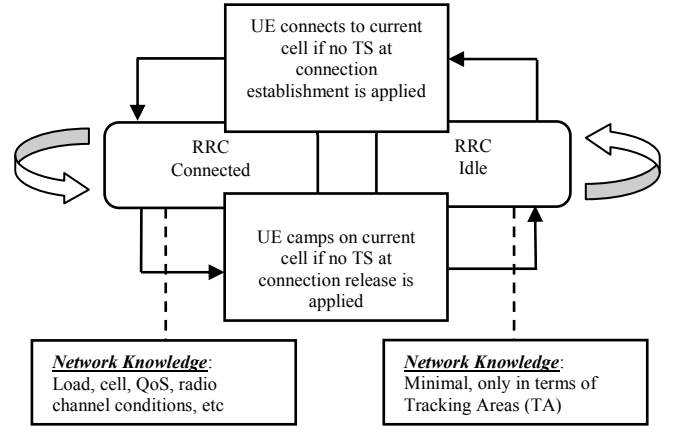 UE connects to current
cell if no TS at
connection
establishment is applied
RRC
Connected
RRC
Idle
UE camps on current
cell if no TS at
connection release is
applied
Network Knowledge:
Load, cell, QoS, radio
channel conditions, etc
Network Knowledge:
Minimal, only in terms of
Tracking Areas (TA)